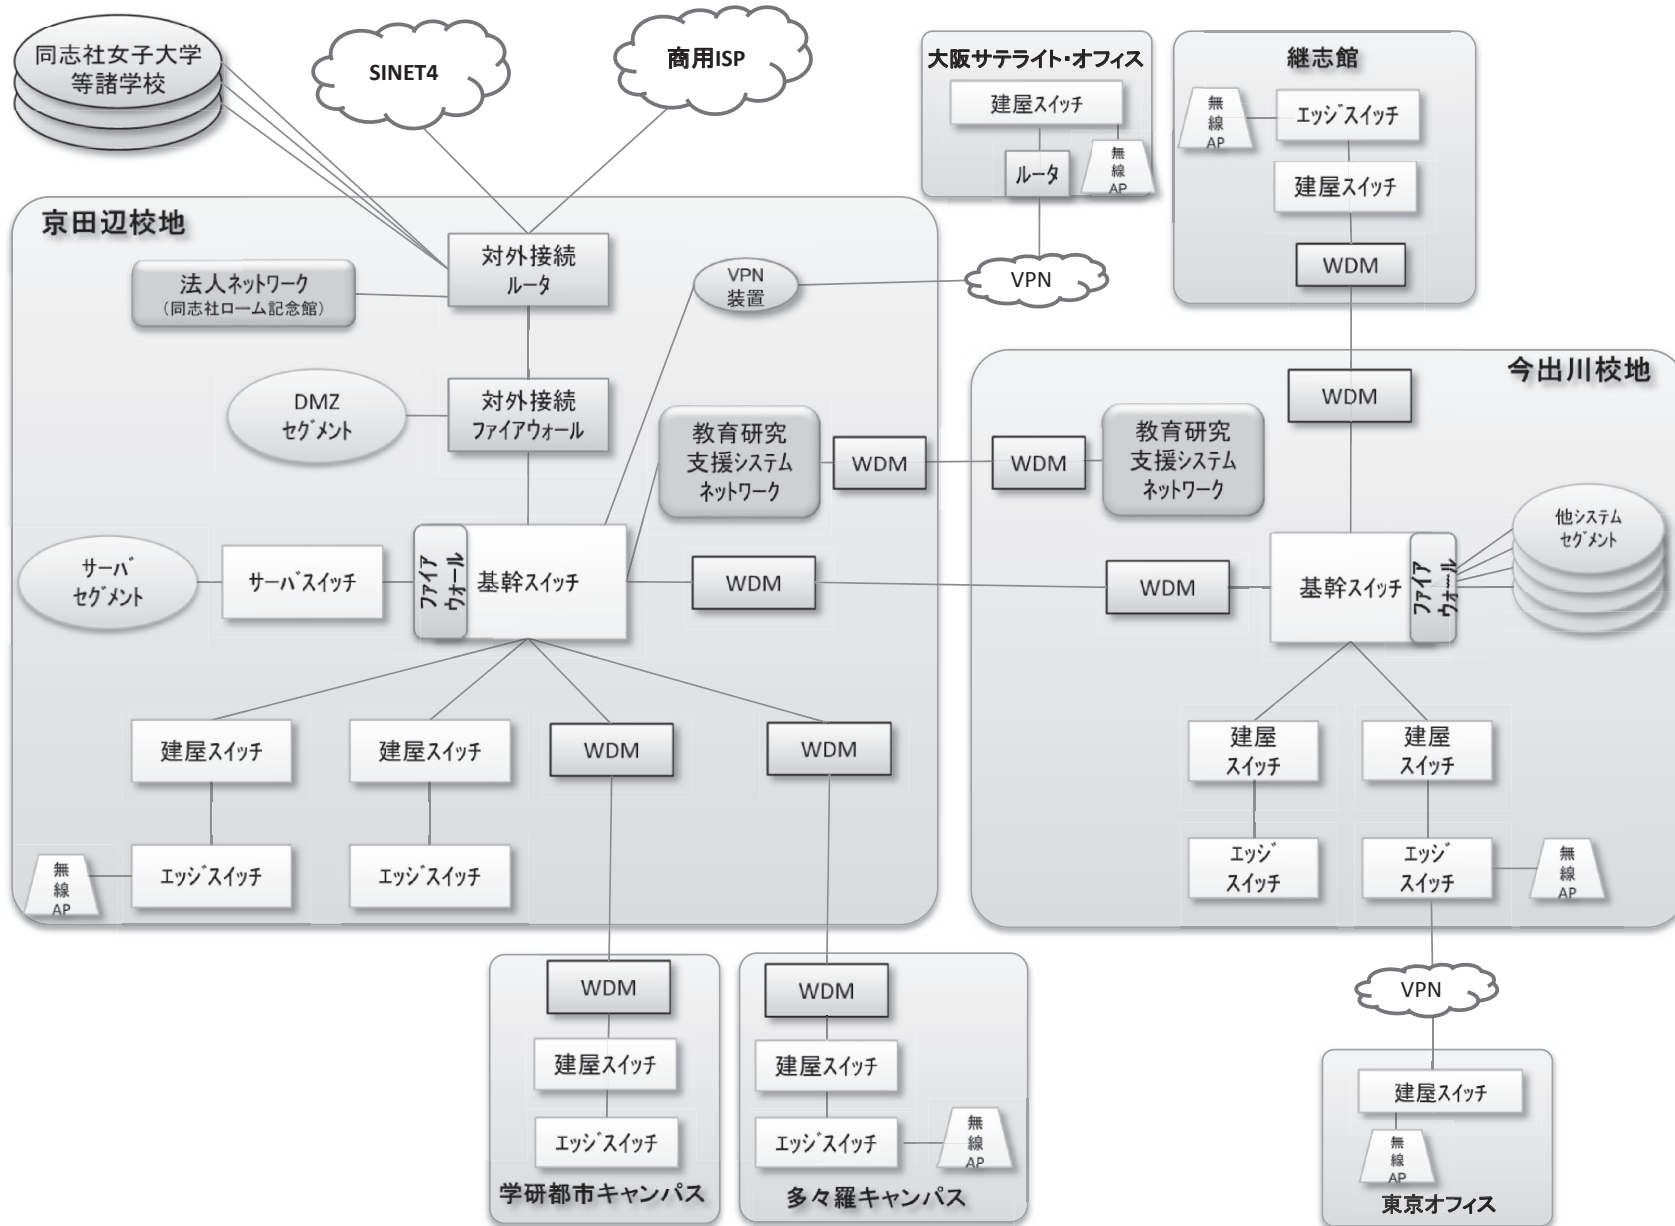 同志社女子大学
等諸学校
SINET4
商用ISP
大阪サテライト・オフィス
建屋スイッチ
ルータ
無
線
AP
継志館
無
線
AP
エッジスイッチ
建屋スイッチ
WDM
京田辺校地
対外接続
ルータ
法人ネットワーク
(同志社ローム記念館)
VPN
装置
VPN
DMZ
セグメント
対外接続
ファイアウォール
教育研究
支援システム
ネットワーク
WDM
サーバ
セグメント
サーバスイッチ
ファイア
ウォール
基幹スイッチ
WDM
建屋スイッチ
建屋スイッチ
WDM
WDM
無
線
AP
エッジスイッチ
エッジスイッチ
今出川校地
WDM
WDM
教育研究
支援システム
ネットワーク
WDM
基幹スイッチ
ファイア
ウォール
他システム
セグメント
建屋
スイッチ
建屋
スイッチ
エッジ
スイッチ
エッジ
スイッチ
無
線
AP
WDM
建屋スイッチ
エッジスイッチ
学研都市キャンパス
WDM
建屋スイッチ
エッジスイッチ
無
線
AP
多々羅キャンパス
VPN
建屋スイッチ
無
線
AP
東京オフィス